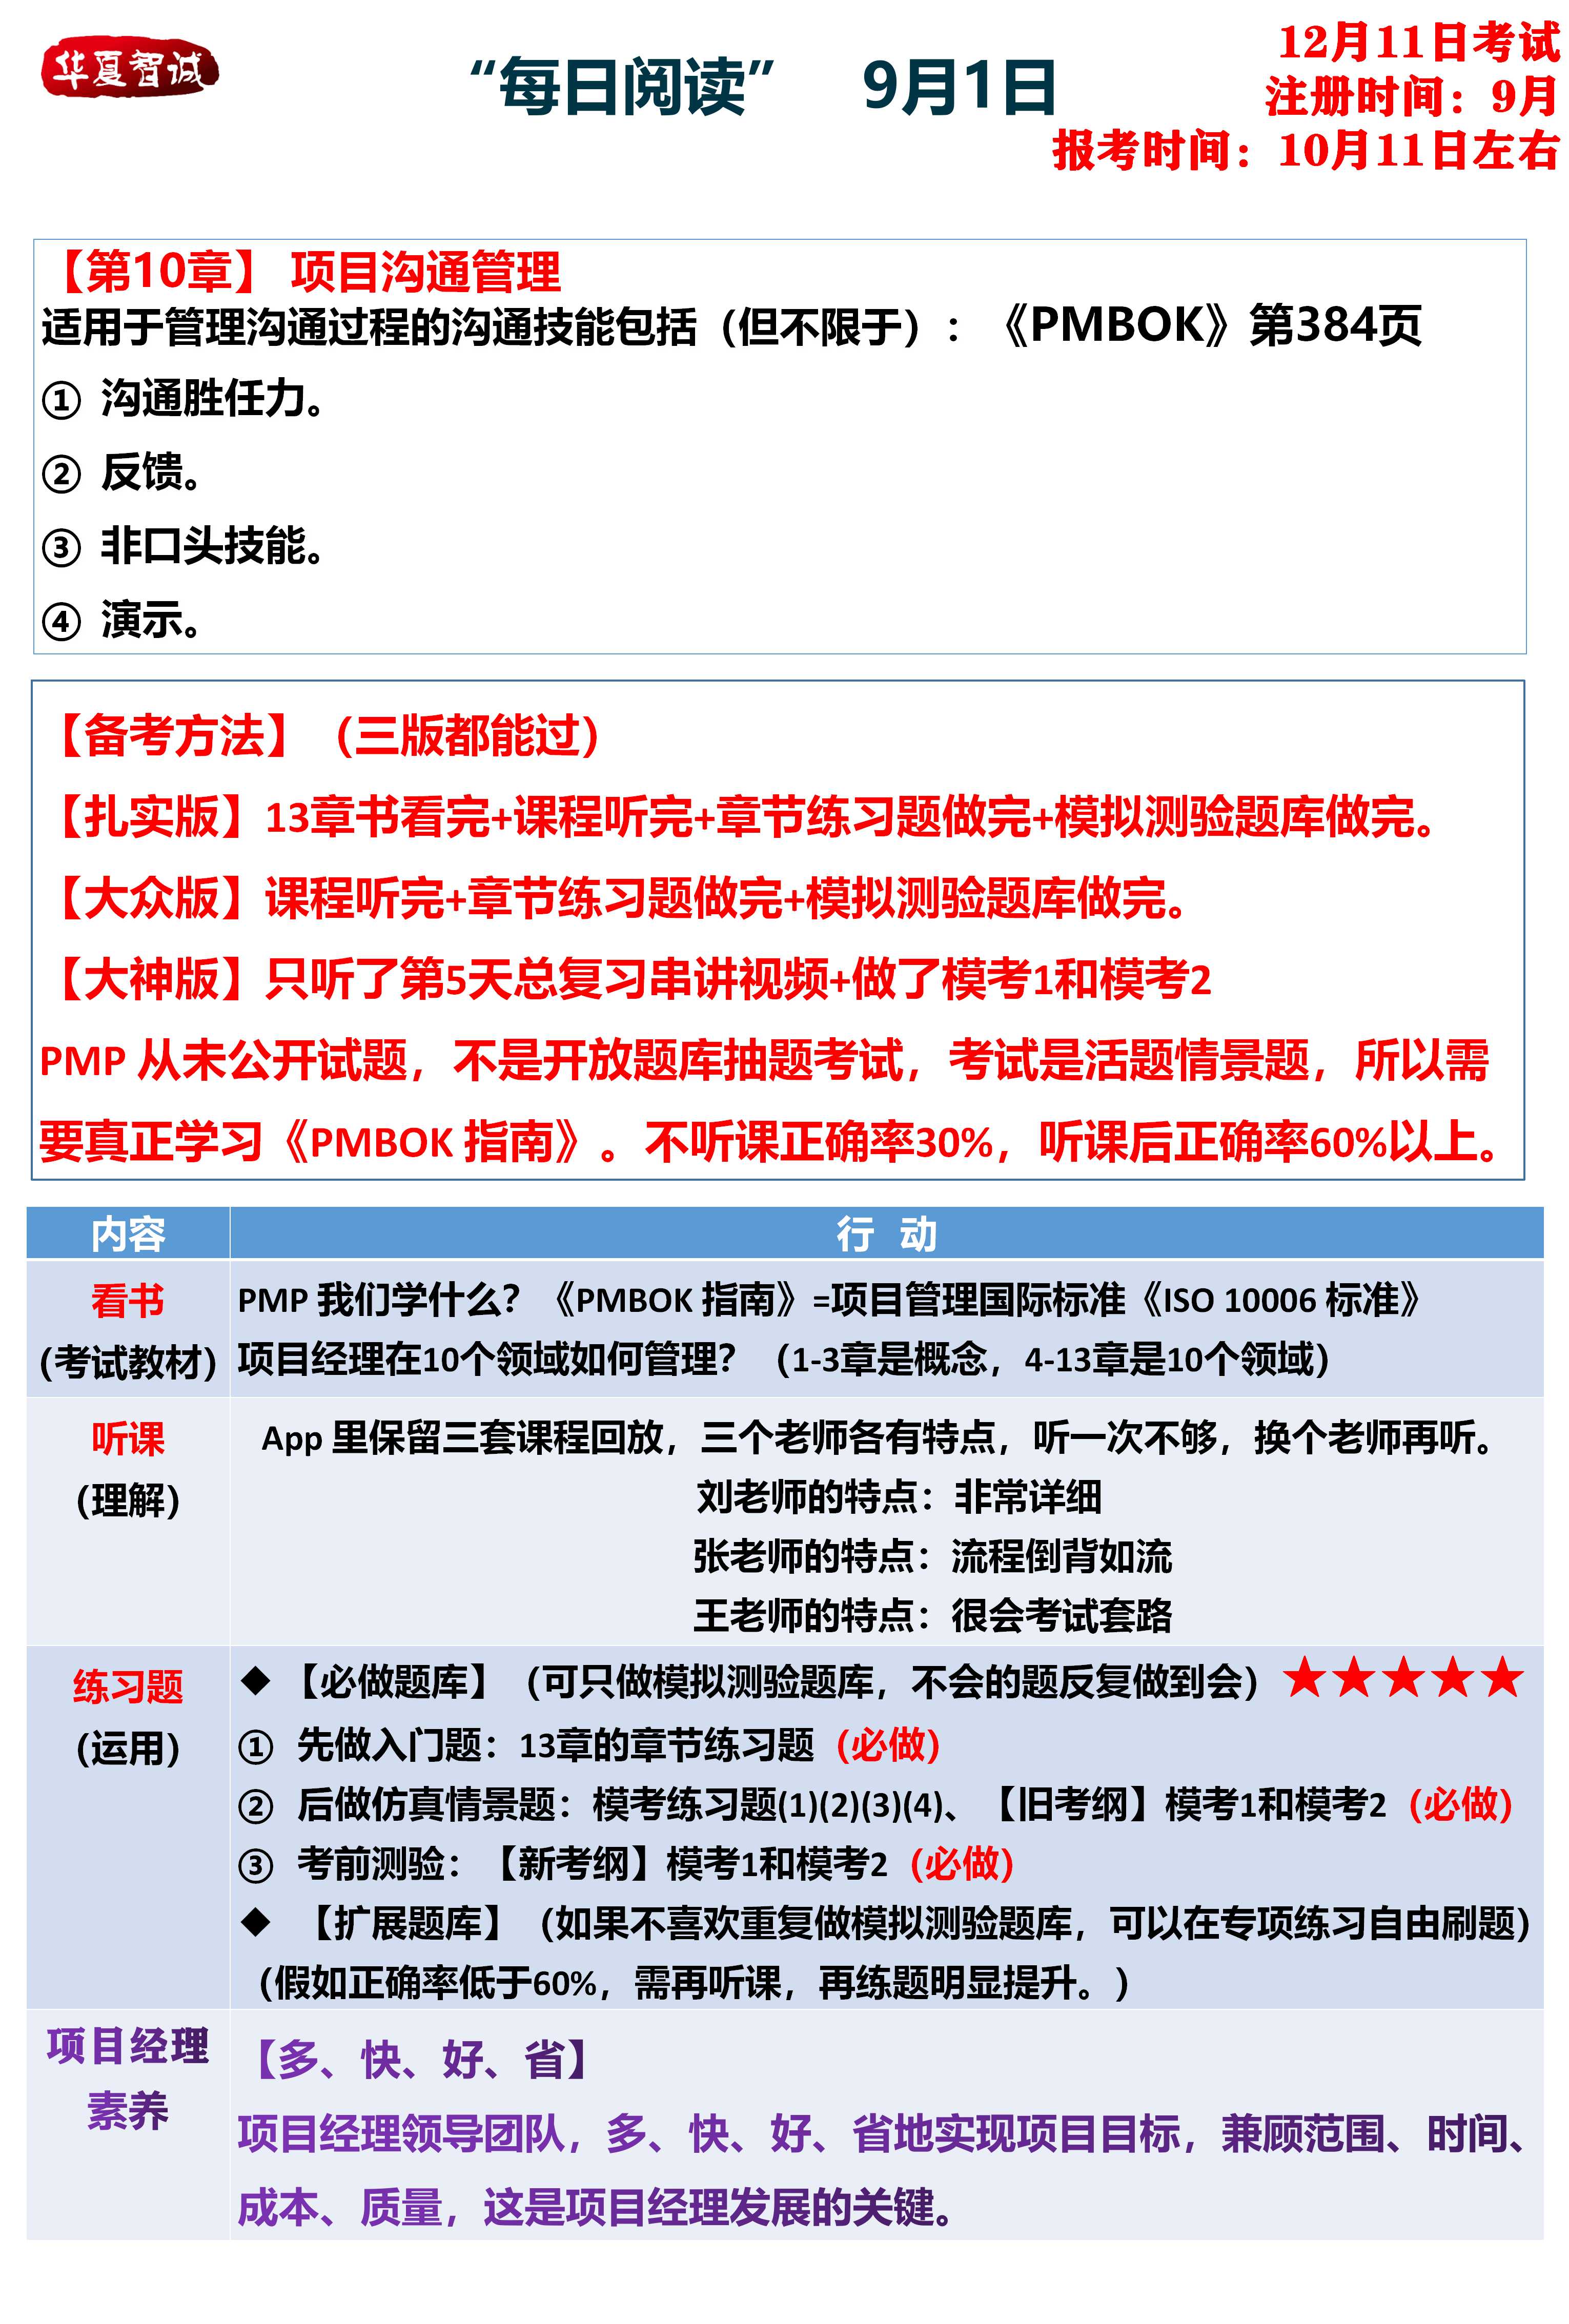 华夏智诚
“每日阅读” 9月1日
12月11日考试
注册时间：9月
报考时间：10月11日左右
【第10章】 项目沟通管理
适用于管理沟通过程的沟通技能包括（但不限于）：《PMBOK》第384页
① 沟通胜任力。
② 反馈。
③ 非口头技能。
④ 演示。
【备考方法】（三版都能过）
【扎实版】13章书看完+课程听完+章节练习题做完+模拟测验题库做完。
【大众版】课程听完+章节练习题做完+模拟测验题库做完。
【大神版】只听了第5天总复习串讲视频+做了模考1和模考2
PMP 从未公开试题，不是开放题库抽题考试，考试是活题情景题，所以需
要真正学习《PMBOK 指南》。不听课正确率30%，听课后正确率60%以上。
内容 行 动
看书
（考试教材）
PMP 我们学什么？《PMBOK 指南》=项目管理国际标准《ISO 10006 标准》
项目经理在10个领域如何管理？（1-3章是概念，4-13章是10个领域）
听课
（理解）
App 里保留三套课程回放，三个老师各有特点，听一次不够，换个老师再听。
刘老师的特点：非常详细
张老师的特点：流程倒背如流
王老师的特点：很会考试套路
练习题
（运用）
◆ 【必做题库】（可只做模拟测验题库，不会的题反复做到会）★★★★★
① 先做入门题：13章的章节练习题（必做）
② 后做仿真情景题：模考练习题(1)(2)(3)(4)、【旧考纲】模考1和模考2（必做）
③ 考前测验：【新考纲】模考1和模考2（必做）
◆ 【扩展题库】（如果不喜欢重复做模拟测验题库，可以在专项练习自由刷题）
（假如正确率低于60%，需再听课，再练题明显提升。）
项目经理
素养
【多、快、好、省】
项目经理领导团队，多、快、好、省地实现项目目标，兼顾范围、时间、
成本、质量，这是项目经理发展的关键。